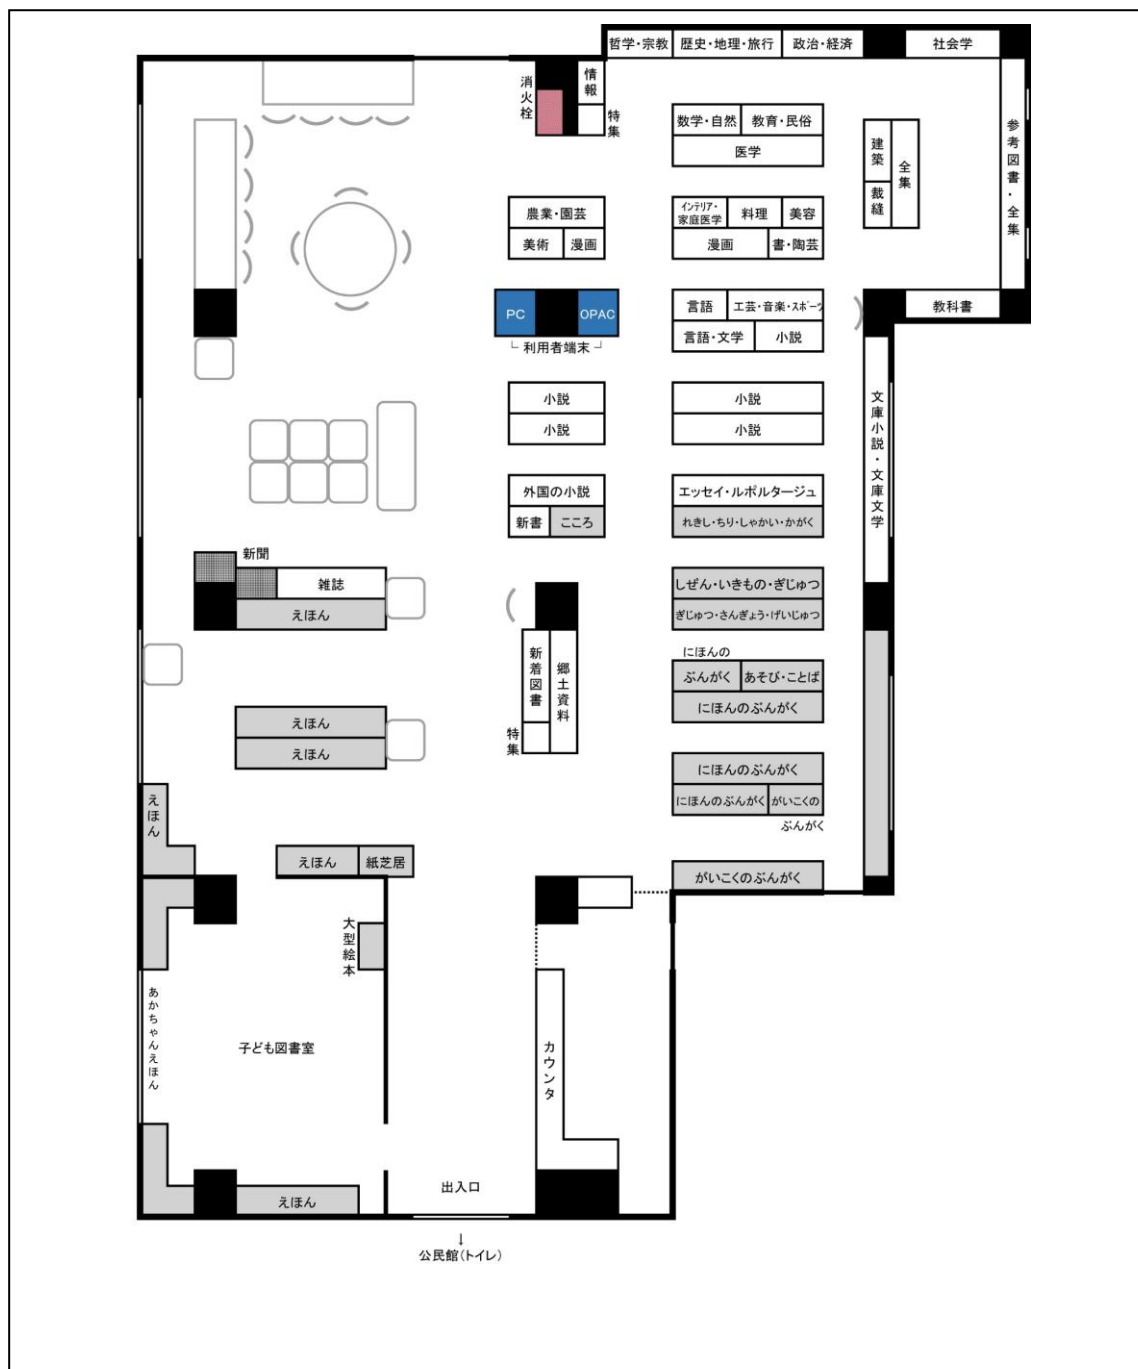 哲学・宗教
歴史・地理・旅行
政治・経済
社会学
消火栓
情報
特集
数学・自然
教育・民俗
医学
建築
裁縫
全集
参考図書・全集
農業・園芸
美術
漫画
インテリア・
家庭医学
料理
美容
漫画
書・陶芸
PC
OPAC
└ 利用者端末 ┘
言語
工芸・音楽・スポーツ
言語・文学
小説
教科書
小説
小説
小説
小説
文庫小説・文庫文学
外国の小説
新書
こころ
エッセイ・ルポルタージュ
れきし・ちり・しゃかい・かがく
新聞
雑誌
えほん
しぜん・いきもの・ぎじゅつ
ぎじゅつ・さんぎょう・げいじゅつ
新着図書
郷土資料
特集
にほんの
ぶんがく
あそび・ことば
にほんのぶんがく
えほん
えほん
にほんのぶんがく
にほんのぶんがく
がいこくの
ぶんがく
えほん
えほん
紙芝居
がいこくのぶんがく
大型絵本
あかちゃんえほん
子ども図書室
カウンタ
えほん
出入口
↓
公民館(トイレ)